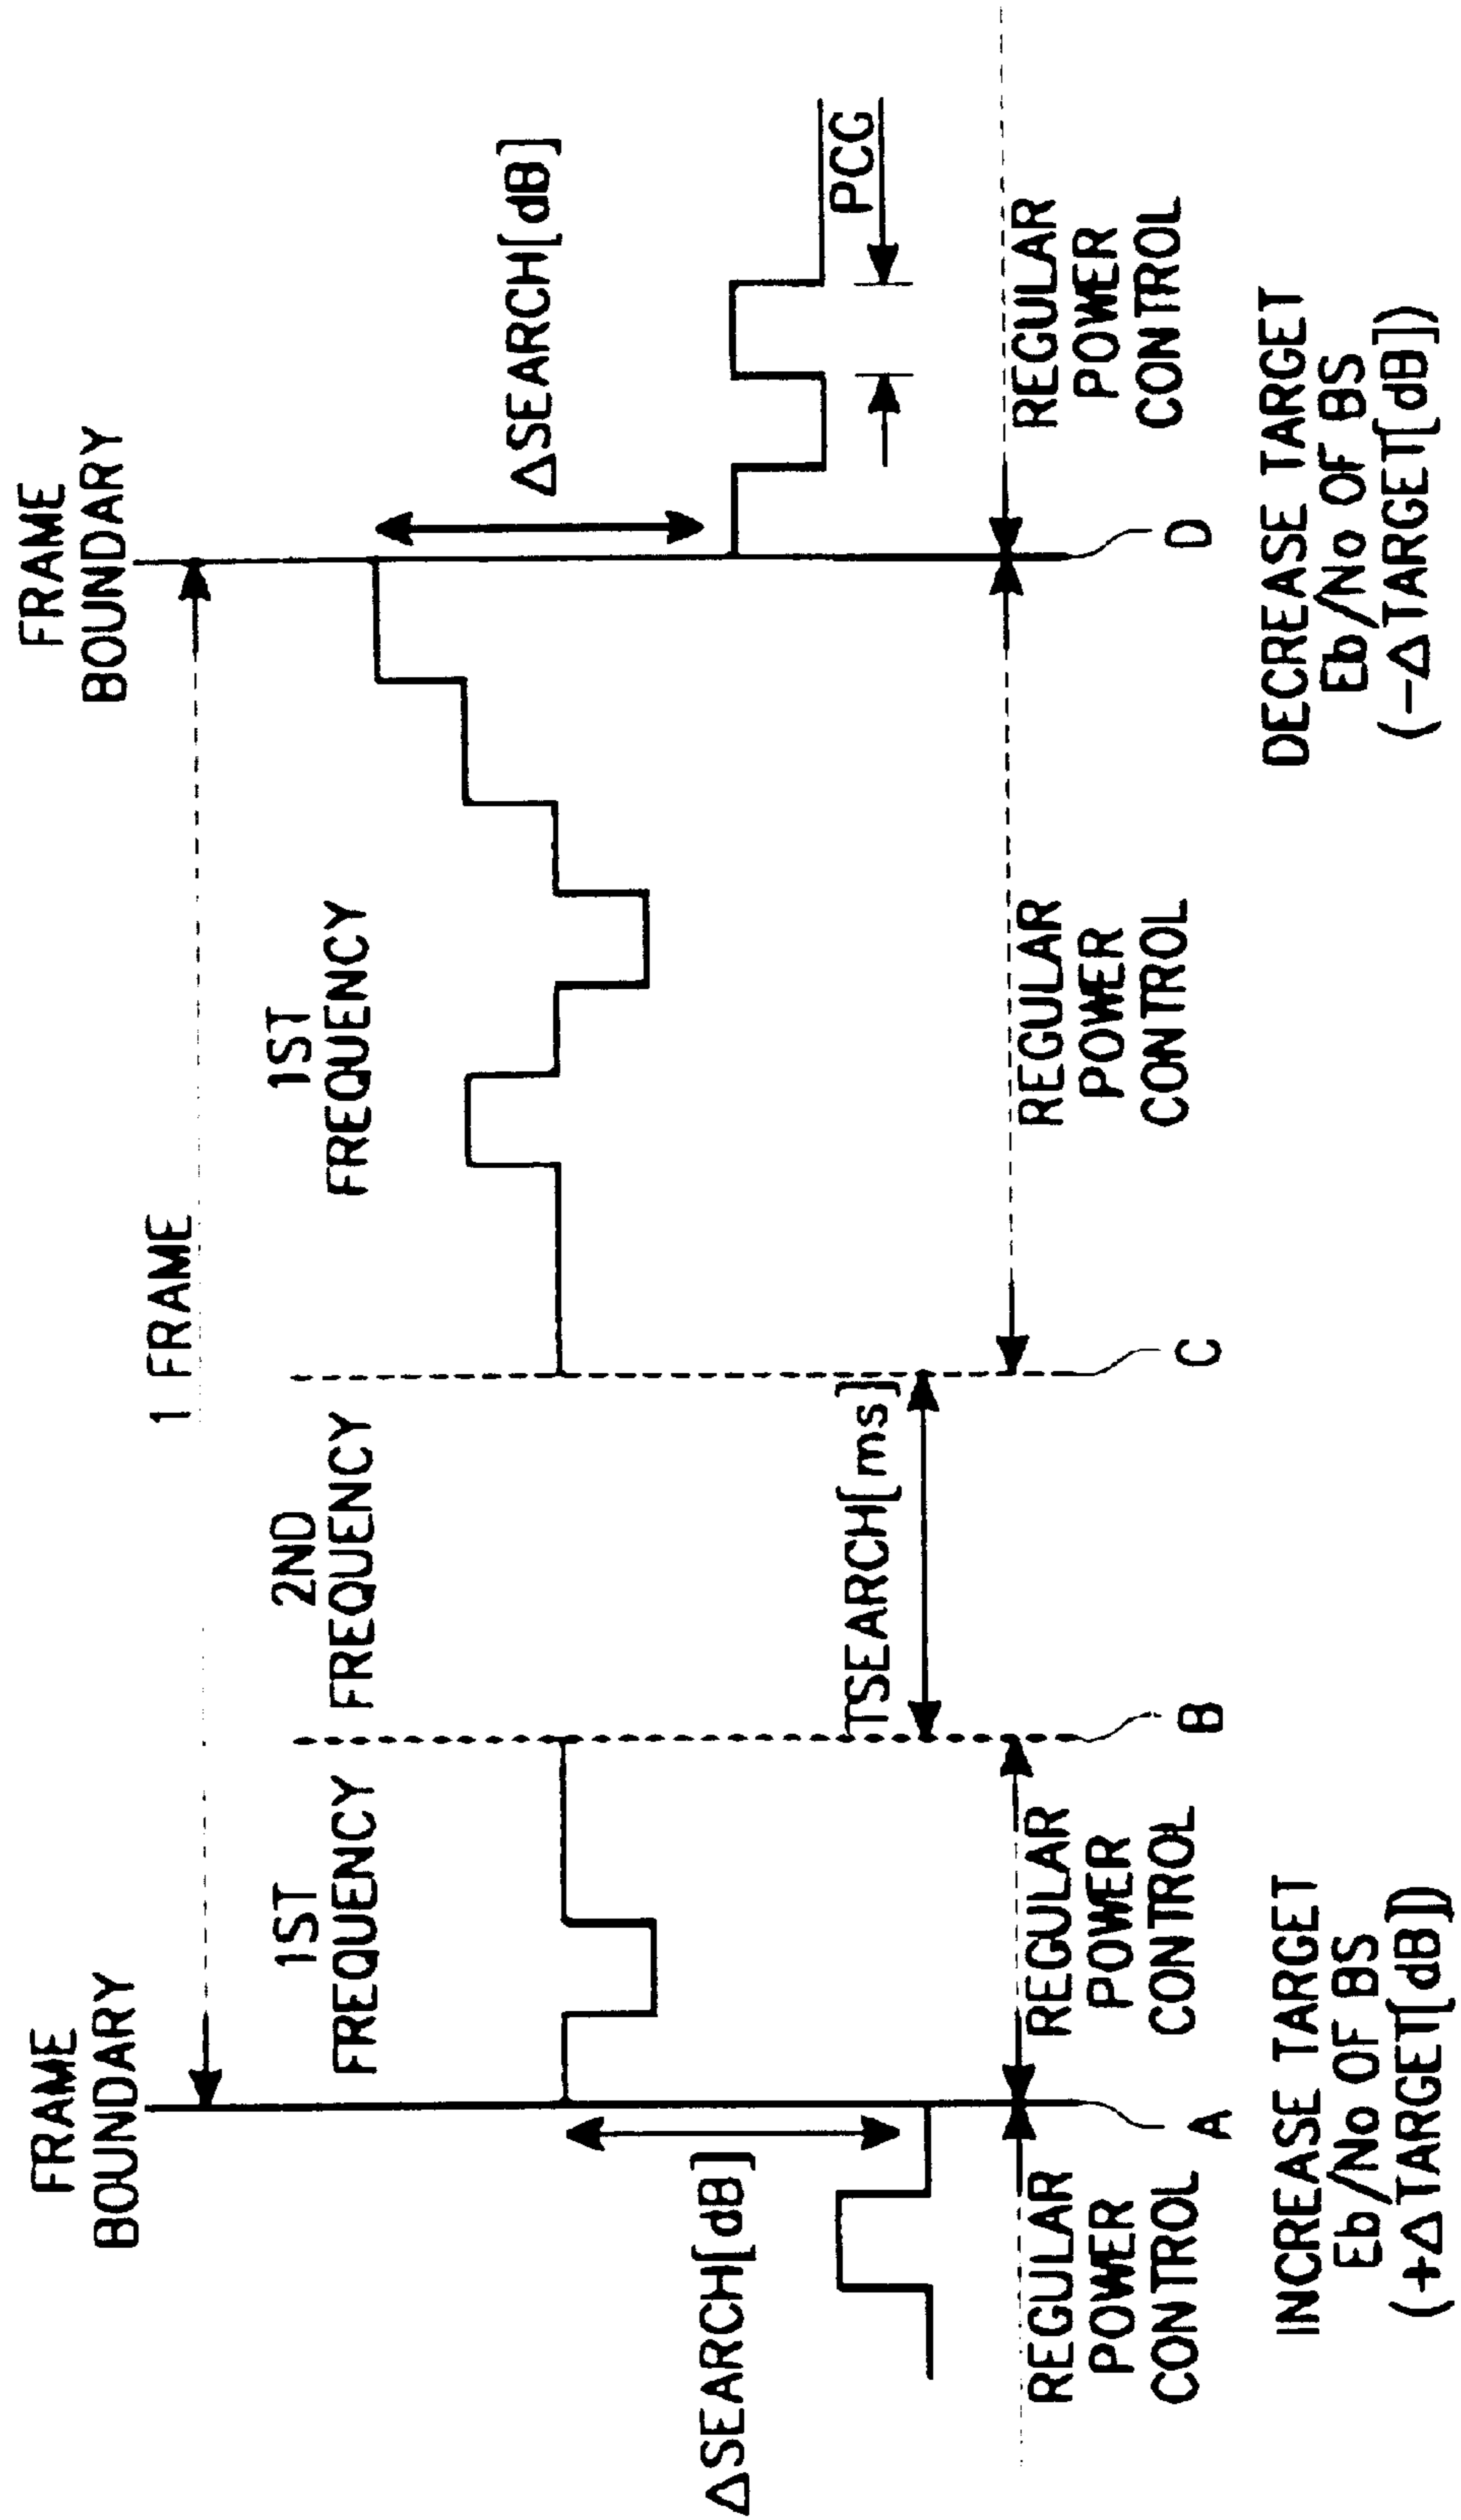 FRAME
BOUNDARY
FRAME
BOUNDARY
1 FRAME
1ST
FREQUENCY
2ND
FREQUENCY
1ST
FREQUENCY
ΔSEARCH[dB]
ΔSEARCH[dB]
TSEARCH[ms]
PCG
REGULAR
POWER
CONTROL
REGULAR
POWER
CONTROL
REGULAR
POWER
CONTROL
REGULAR
POWER
CONTROL
A
B
C
D
INCREASE TARGET
Eb/No OF BS
(+ΔTARGET[dB])
DECREASE TARGET
Eb/No OF BS
(-ΔTARGET[dB])